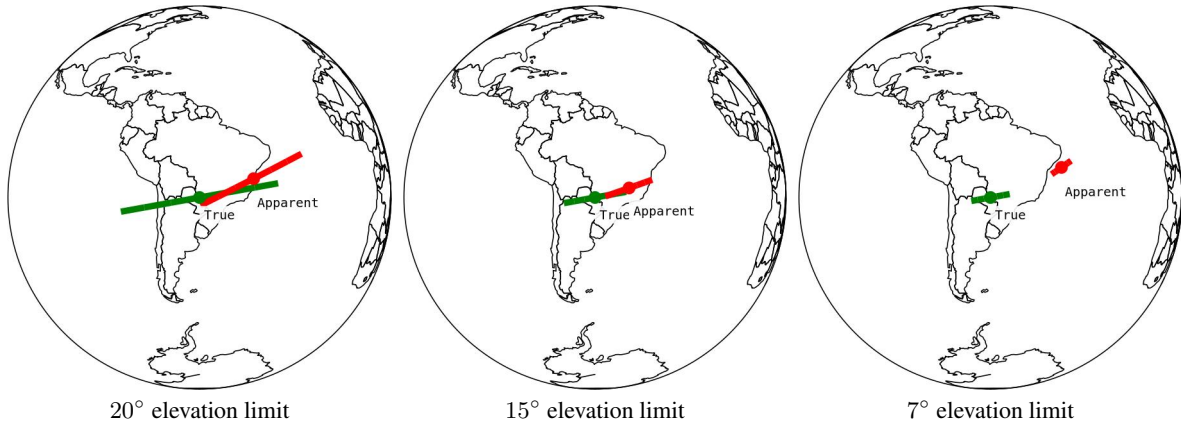 True
Apparent
True Apparent
True
Apparent
20° elevation limit
15° elevation limit
7° elevation limit